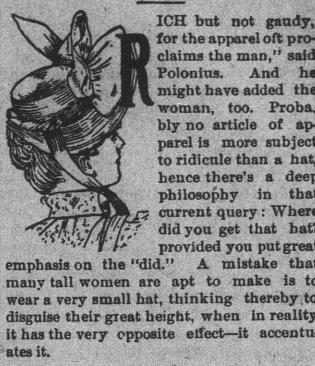 RICH but not gaudy,
for the apparel oft pro-
claims the man," said
Polonius. And he
might have added the
woman, too. Proba-
bly no article of ap-
parel is more subject
to ridicule than a hat,
hence there's a deep
philosophy in that
current query: Where
did you get that hat?
provided you put great
emphasis on the "did." A mistake that
many tall women are apt to make is to
wear a very small hat, thinking thereby to
disguise their great height, when in reality
it has the very opposite effect—it accentu-
ates it.